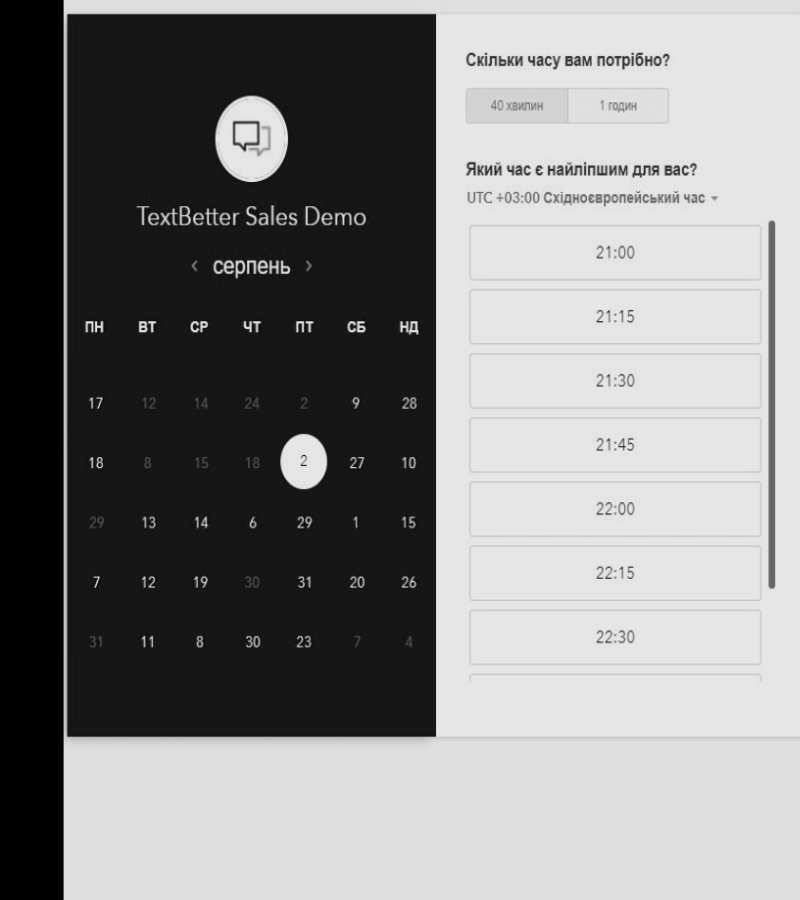 TextBetter Sales Demo
‹ серпень ›
ПН ВТ СР ЧТ ПТ СБ НД
17 12 14 24 2 9 28
18 8 15 18 2 27 10
29 13 14 6 29 1 15
7 12 19 30 31 20 26
31 11 8 30 23 7 4
Скільки часу вам потрібно?
40 хвилин 1 годин
Який час є найліпшим для вас?
UTC +03:00 Східноєвропейський час
21:00
21:15
21:30
21:45
22:00
22:15
22:30